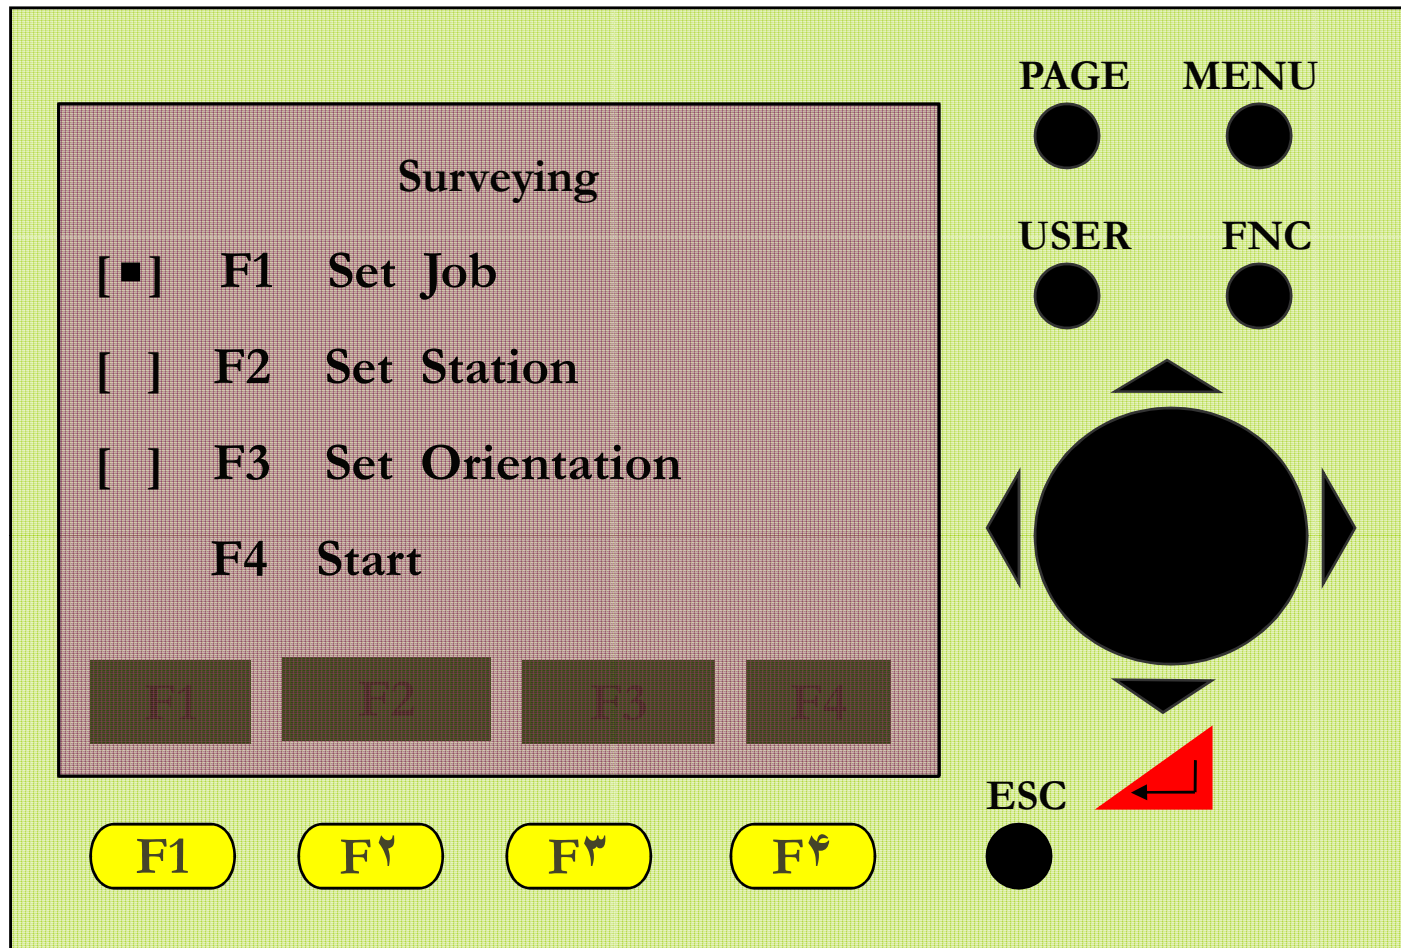 PAGE MENU
Surveying
USER FNC
[▪] F1 Set Job
[ ] F2 Set Station
[ ] F3 Set Orientation
F4 Start
F1 F2 F3 F4
ESC
F1 F۲ F۳ F۴